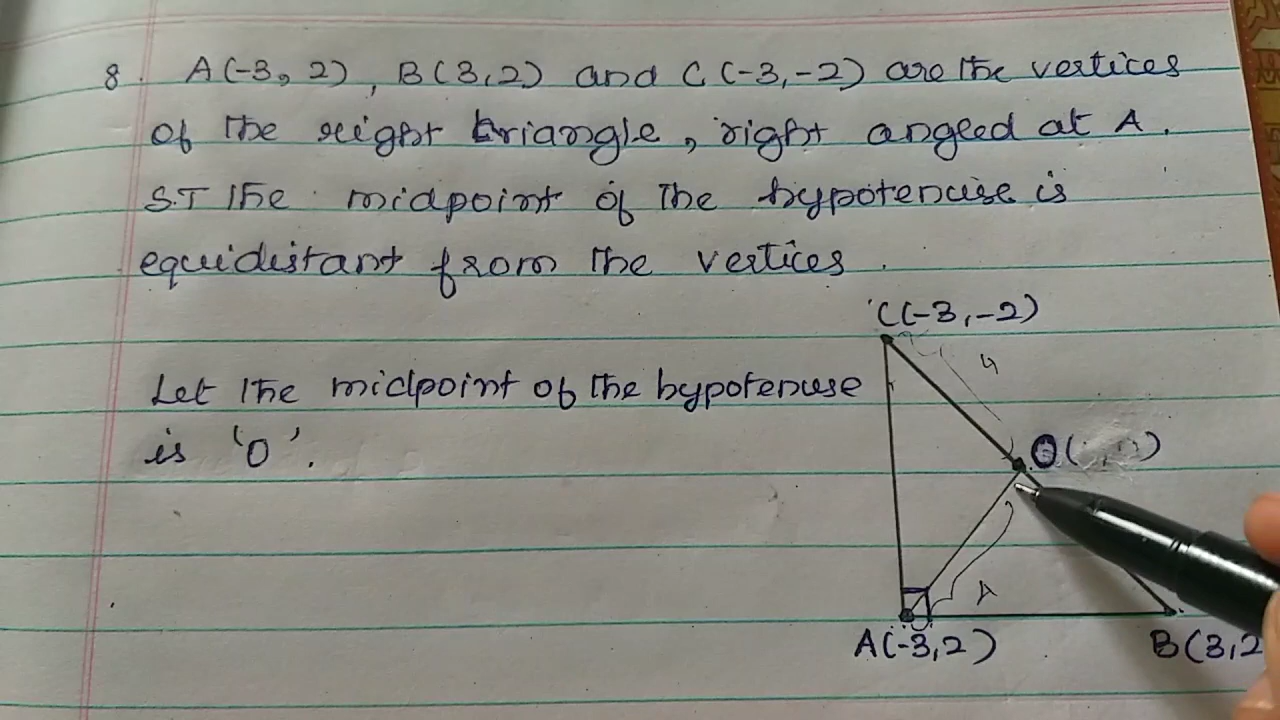 8. A(-3, 2), B(3,2) and C(-3,-2) are the vertices
of the right triangle, right angeed at A.
S.T the midpoint of the hypotenuse is
equidistant from the vertices.
C(-3,-2)
Let the midpoint of the hypotenuse
is 'O'.
O( , )
A(-3,2)
B(3,2